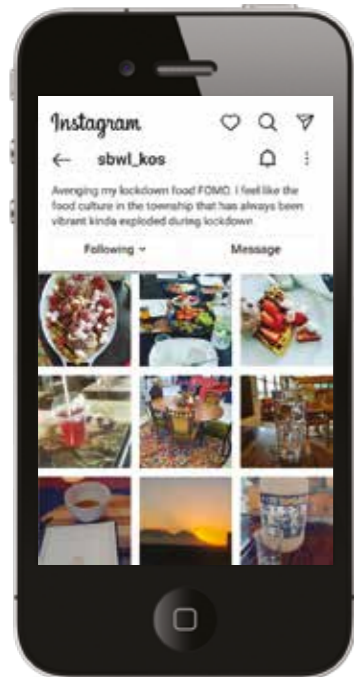 Instagram
sbwl_kos
Avenging my lockdown food FOMO. I feel like the
food culture in the township that has always been
vibrant kinda exploded during lockdown
Following
Message